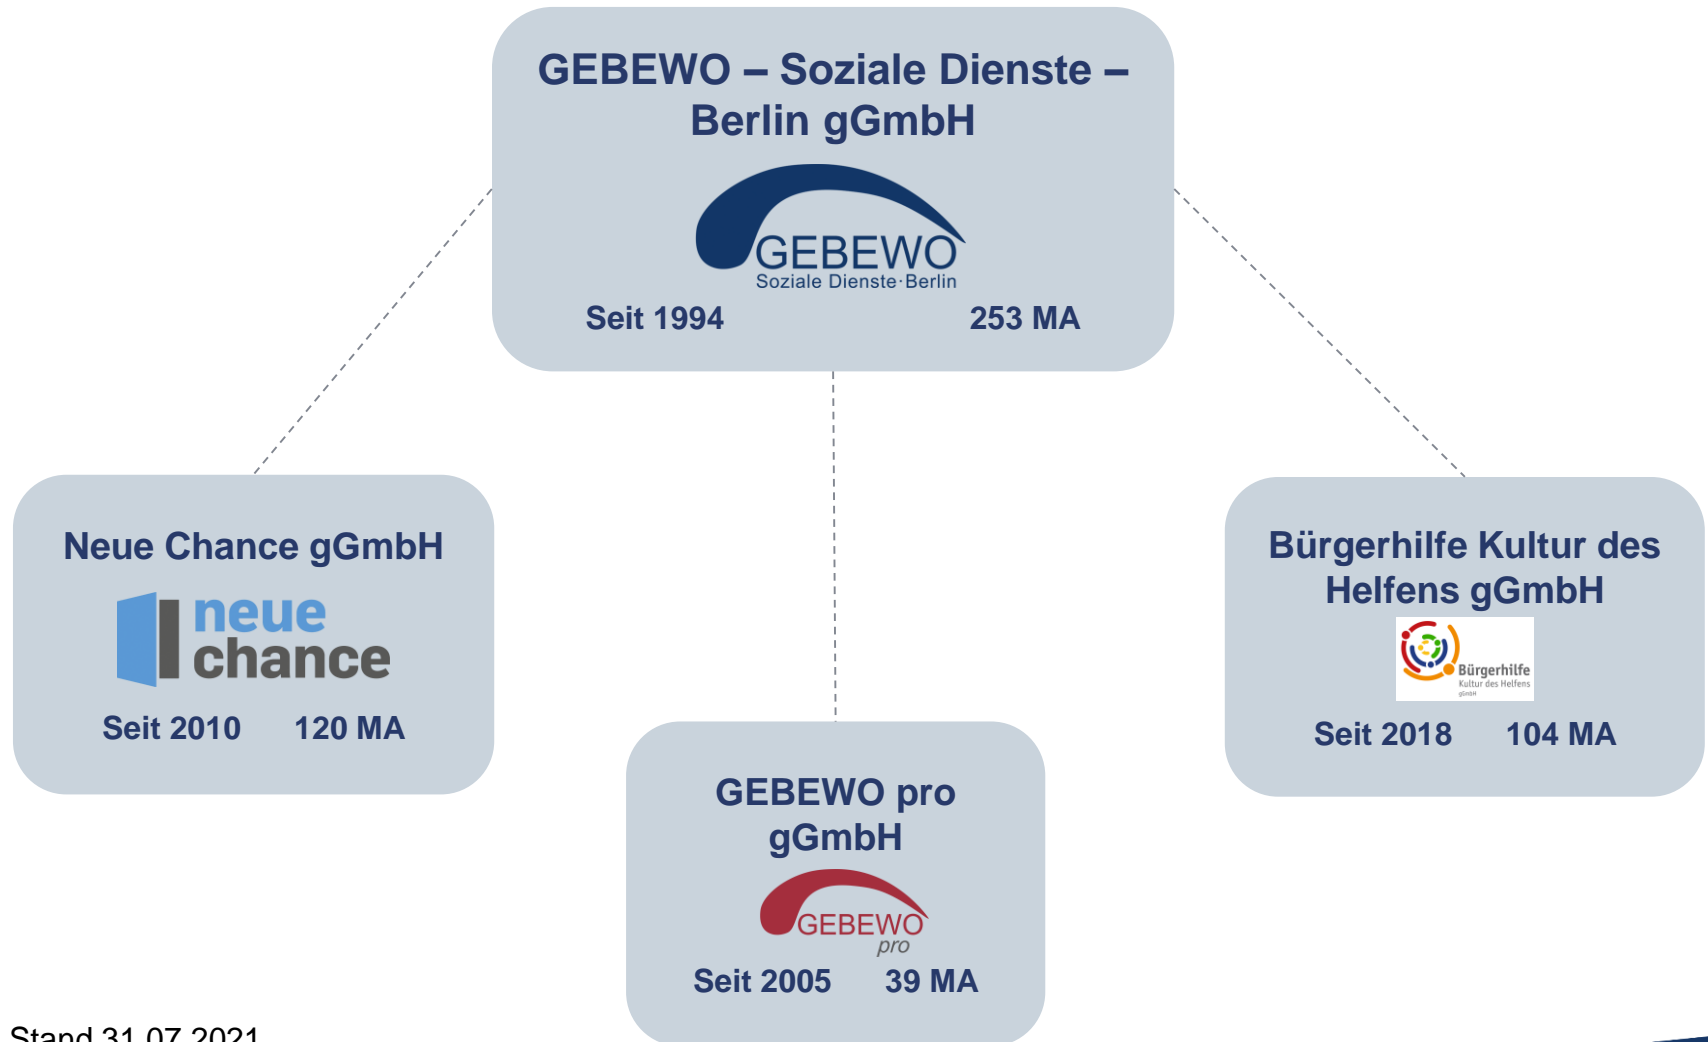 GEBEWO – Soziale Dienste –
Berlin gGmbH
GEBEWO
Soziale Dienste·Berlin
Seit 1994 253 MA
Neue Chance gGmbH
neue
chance
Seit 2010 120 MA
Bürgerhilfe Kultur des
Helfens gGmbH
Bürgerhilfe
Kultur des Helfens
gGmbH
Seit 2018 104 MA
GEBEWO pro
gGmbH
GEBEWO
pro
Seit 2005 39 MA
Stand 31.07.2021